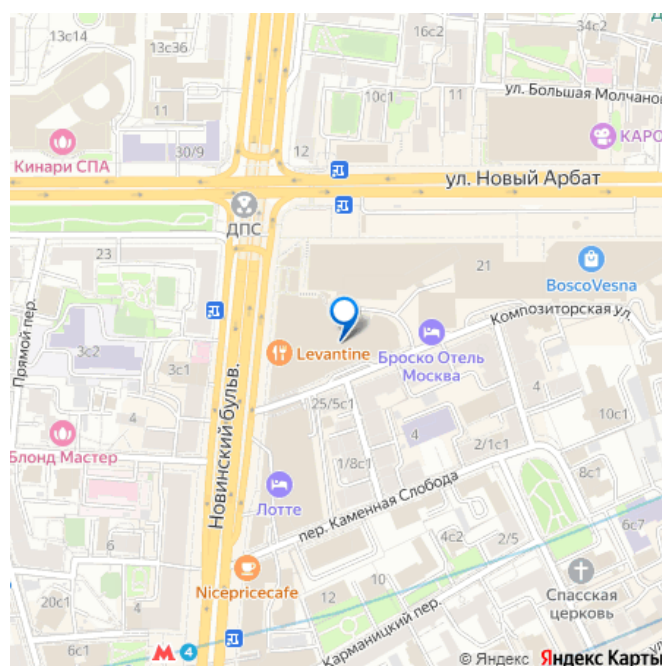 13с14
13с36
16с2
34с2
11
10с1
11
ул. Большая Молчанов
Кинари СПА
30/9
12
КАРО
ул. Новый Арбат
ДПС
23
21
BoscoVesna
Прямой пер.
3с2
3с1
Levantine
Композиторская ул.
Броско Отель
Москва
4
4
25/5с1
10с1
Блонд Мастер
Новинский бульв.
4
2/1с1
1/8с1
8с1
Лотте
пер. Каменная Слобода
6с7
4с2
2/5
6
Nicepricecafe
20с1
12
10
Спасская
церковь
Карманицкий пер.
4
© Яндекс Яндекс Карты